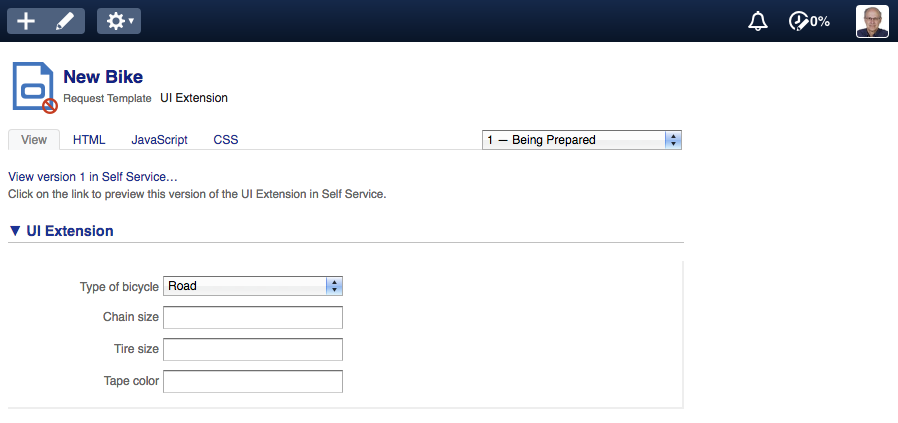 0%
New Bike
Request Template UI Extension
View HTML JavaScript CSS 1 — Being Prepared
View version 1 in Self Service...
Click on the link to preview this version of the UI Extension in Self Service.
▼ UI Extension
Type of bicycle Road
Chain size
Tire size
Tape color